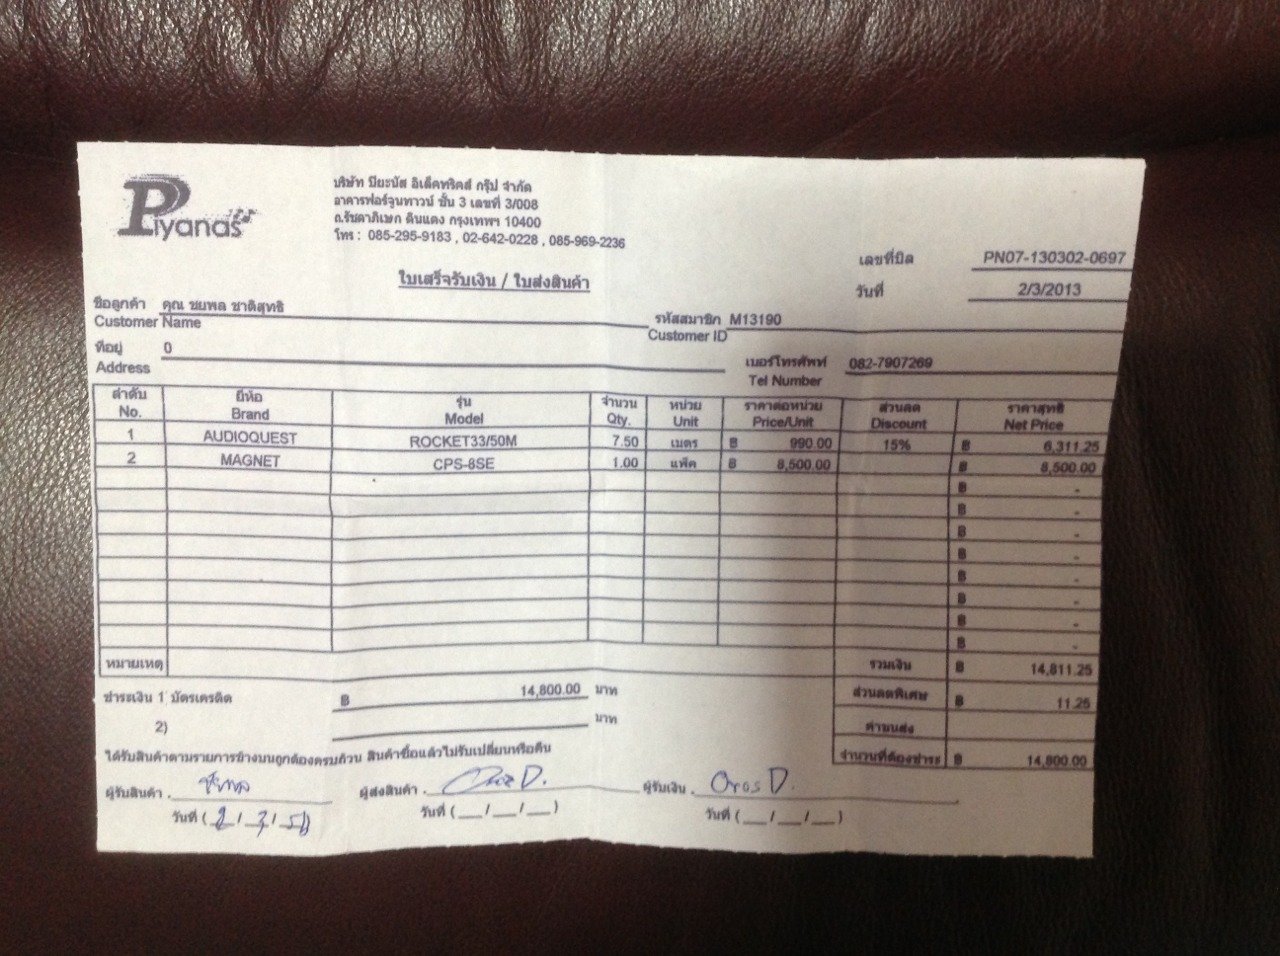 Piyanas
บริษัท ปิยะนัส อิเล็คทริคส์ กรุ๊ป จำกัด
อาคารฟอร์จูนทาวน์ ชั้น 3 เลขที่ 3/008
ถ.รัชดาภิเษก ดินแดง กรุงเทพฯ 10400
โทร : 085-295-9183 , 02-642-0228 , 085-969-2236
เลขที่บิล PN07-130302-0697
ใบเสร็จรับเงิน / ใบส่งสินค้า
วันที่ 2/3/2013
ชื่อลูกค้า คุณ ชยพล ชาติสุทธิ รหัสสมาชิก M13190
Customer Name Customer ID
ที่อยู่ 0 เบอร์โทรศัพท์ 082-7907269
Address Tel Number
ลำดับ ยี่ห้อ รุ่น จำนวน หน่วย ราคาต่อหน่วย ส่วนลด ราคาสุทธิ
No. Brand Model Qty. Unit Price/Unit Discount Net Price
1 AUDIOQUEST ROCKET33/50M 7.50 เมตร ฿ 990.00 15% ฿ 6,311.25
2 MAGNET CPS-8SE 1.00 แพ็ค ฿ 8,500.00 ฿ 8,500.00
฿ -
฿ -
฿ -
฿ -
฿ -
฿ -
฿ -
฿ -
หมายเหตุ รวมเงิน ฿ 14,811.25
ชำระเงิน 1 บัตรเครดิต ฿ 14,800.00 บาท ส่วนลดพิเศษ ฿ 11.25
2) บาท ค่าขนส่ง
ได้รับสินค้าตามรายการข้างบนถูกต้องครบถ้วน สินค้าซื้อแล้วไม่รับเปลี่ยนหรือคืน จำนวนที่ต้องชำระ ฿ 14,800.00
ผู้รับสินค้า . ผู้ส่งสินค้า . ผู้รับเงิน . Oros D.
วันที่ (2/3/56) วันที่ (__/__/__) วันที่ (__/__/__)